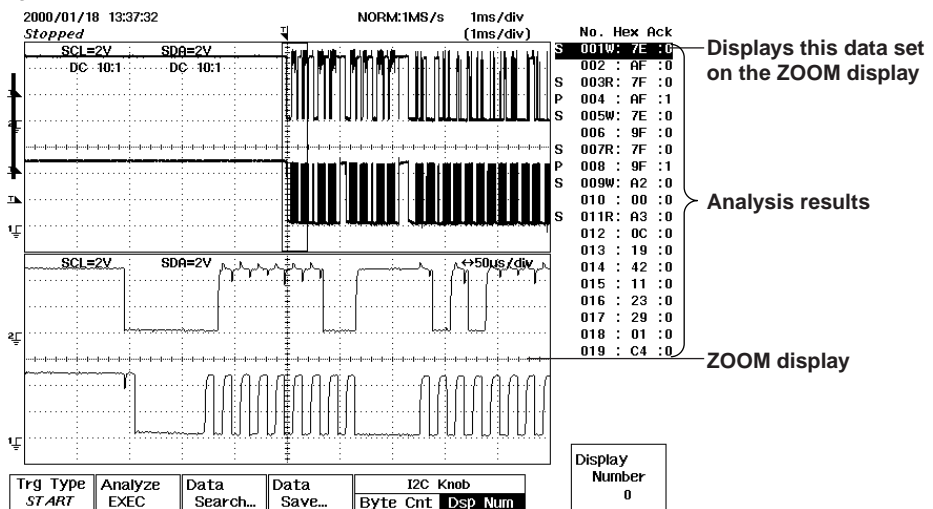 2000/01/18 13:37:32 NORM:1MS/s 1ms/div
Stopped (1ms/div)
SCL=2V SDA=2V
DC 10:1 DC 10:1
No. Hex Ack
S 001W: 7E :0
002 : AF :0
S 003R: 7F :0
P 004 : AF :1
S 005W: 7E :0
006 : 9F :0
S 007R: 7F :0
P 008 : 9F :1
S 009W: A2 :0
010 : 00 :0
S 011R: A3 :0
012 : 0C :0
013 : 19 :0
014 : 42 :0
015 : 11 :0
016 : 23 :0
017 : 29 :0
018 : 01 :0
019 : C4 :0
Displays this data set
on the ZOOM display
Analysis results
ZOOM display
SCL=2V SDA=2V ↔50us/div
Trg Type
START
Analyze
EXEC
Data
Search...
Data
Save...
I2C Knob
Byte Cnt Dsp Num
Display
Number
0